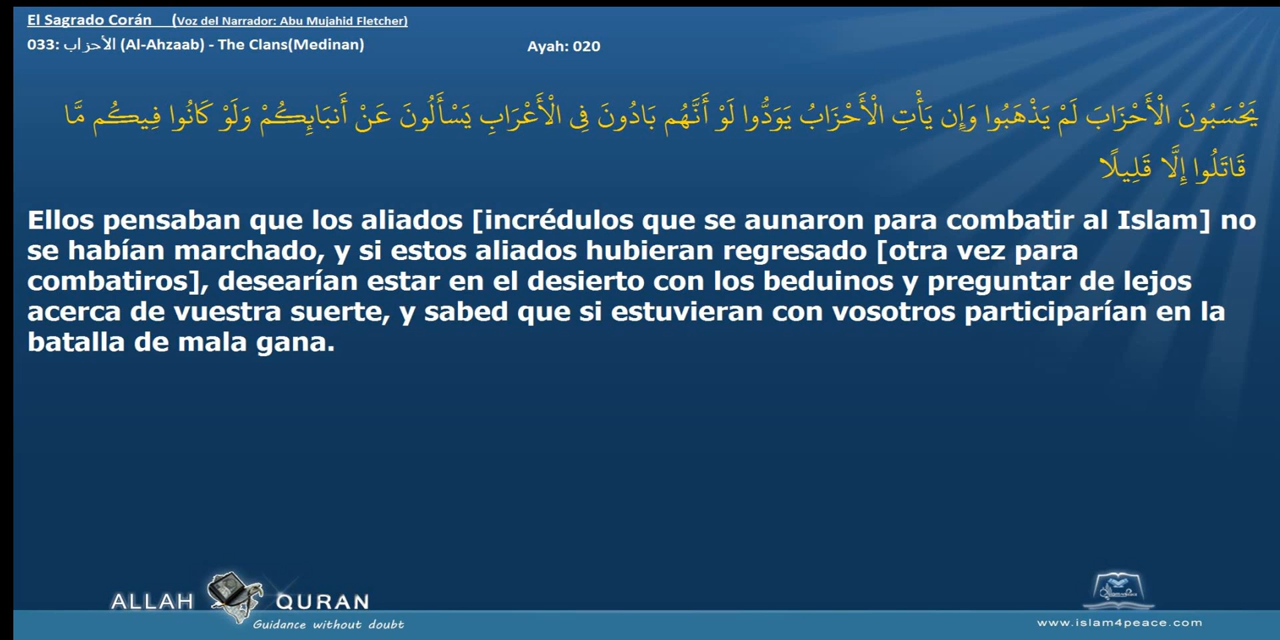 El Sagrado Corán (Voz del Narrador: Abu Mujahid Fletcher)
033: الأحزاب (Al-Ahzaab) - The Clans(Medinan) Ayah: 020
يَحْسَبُونَ الْأَحْزَابَ لَمْ يَذْهَبُوا وَإِن يَأْتِ الْأَحْزَابُ يَوَدُّوا لَوْ أَنَّهُم بَادُونَ فِي الْأَعْرَابِ يَسْأَلُونَ عَنْ أَنبَائِكُمْ وَلَوْ كَانُوا فِيكُم مَّا
قَاتَلُوا إِلَّا قَلِيلًا
Ellos pensaban que los aliados [incrédulos que se aunaron para combatir al Islam] no
se habían marchado, y si estos aliados hubieran regresado [otra vez para
combatiros], desearían estar en el desierto con los beduinos y preguntar de lejos
acerca de vuestra suerte, y sabed que si estuvieran con vosotros participarían en la
batalla de mala gana.
ALLAH QURAN
Guidance without doubt
www.islam4peace.com